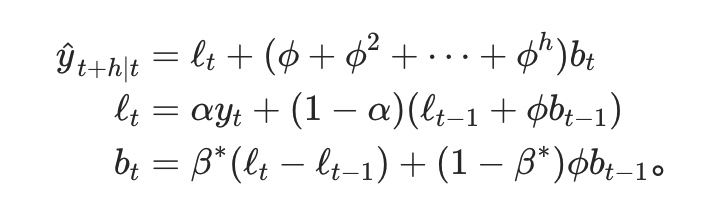 ŷ_{t+h|t} = ℓ_t + (ϕ + ϕ^2 + ⋯ + ϕ^h)b_t
ℓ_t = αy_t + (1 − α)(ℓ_{t−1} + ϕb_{t−1})
b_t = β^*(ℓ_t − ℓ_{t−1}) + (1 − β^*)ϕb_{t−1}。